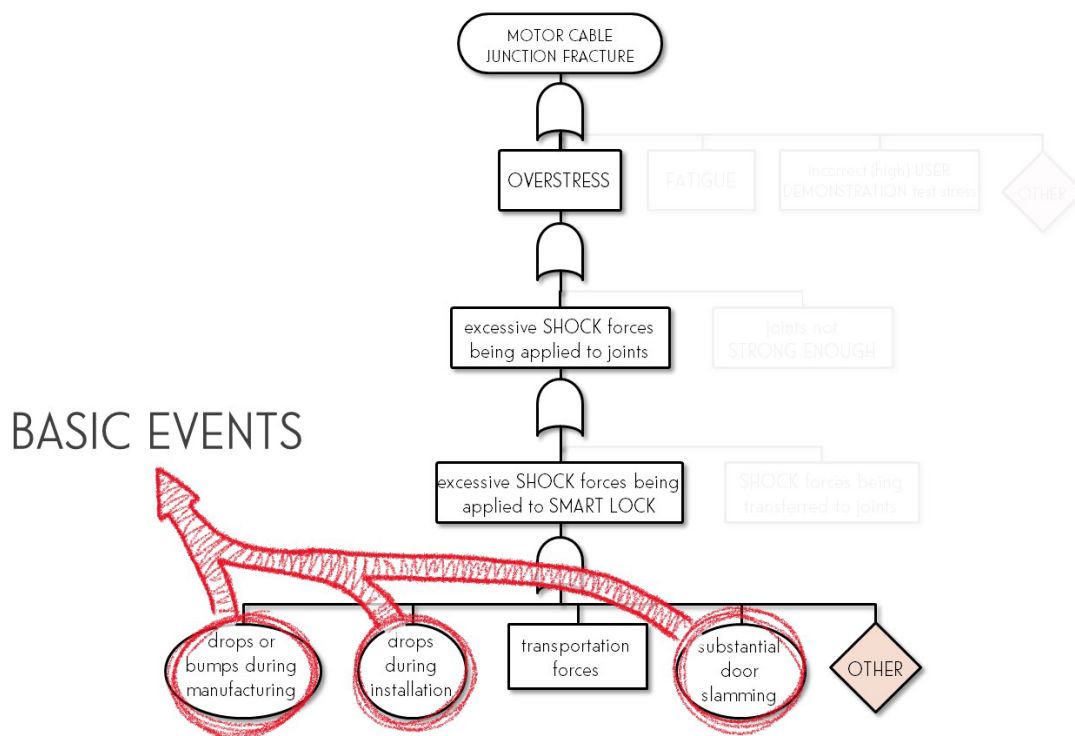 MOTOR CABLE
JUNCTION FRACTURE
OVERSTRESS
FATIGUE
incorrect (high) USER
DEMONSTRATION test stress
OTHER
excessive SHOCK forces
being applied to joints
joints not
STRONG ENOUGH
BASIC EVENTS
excessive SHOCK forces being
applied to SMART LOCK
SHOCK forces being
transferred to joints
drops or
bumps during
manufacturing
drops
during
installation
transportation
forces
substantial
door
slamming
OTHER